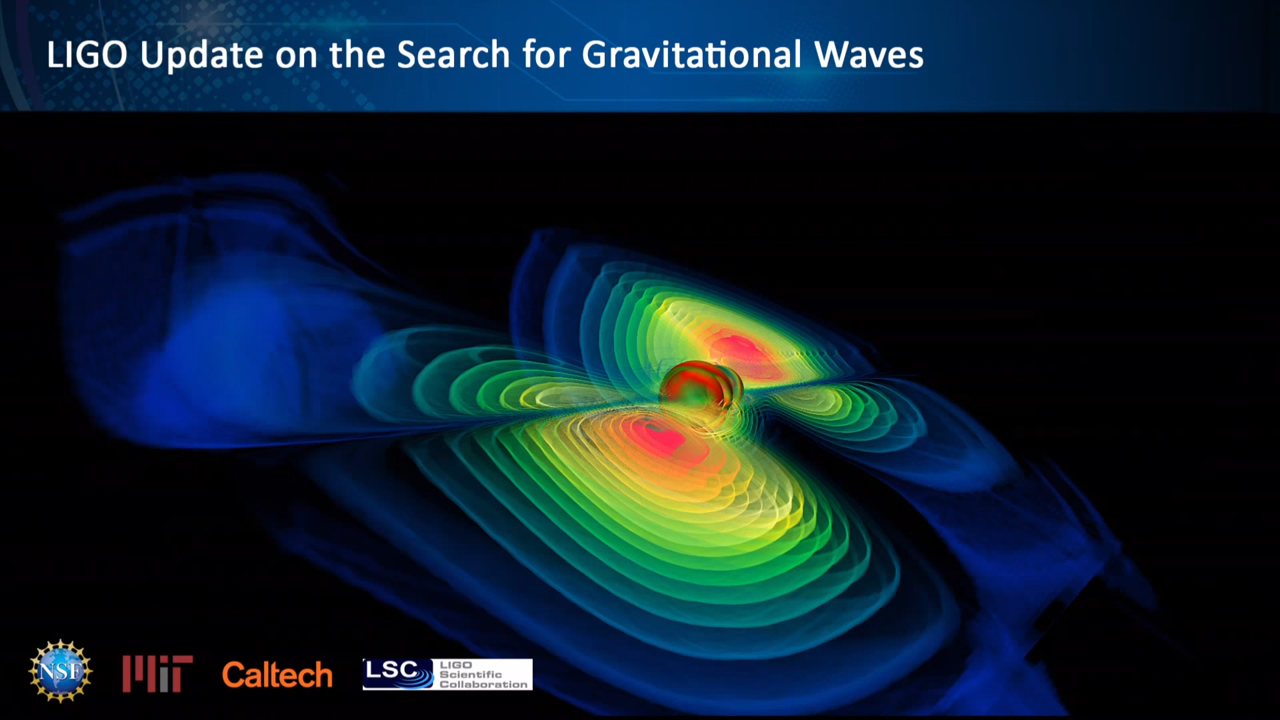 LIGO Update on the Search for Gravitational Waves
NSF
MIT
Caltech
LSC
LIGO
Scientific
Collaboration